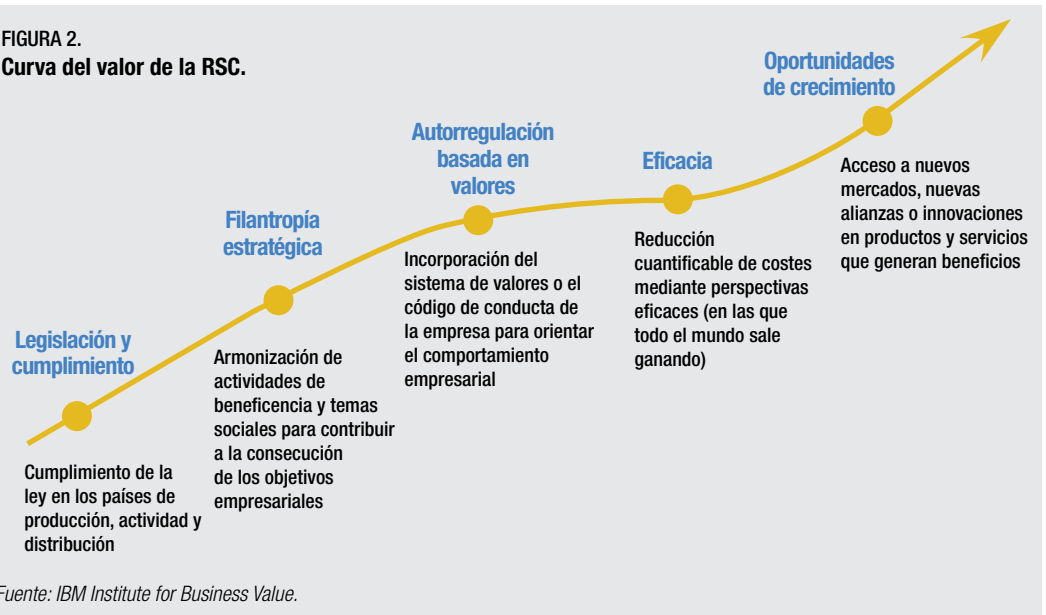 FIGURA 2.
Curva del valor de la RSC.
Legislación y
cumplimiento
Cumplimiento de la
ley en los países de
producción, actividad y
distribución
Filantropía
estratégica
Armonización de
actividades de
beneficencia y temas
sociales para contribuir
a la consecución
de los objetivos
empresariales
Autorregulación
basada en
valores
Incorporación del
sistema de valores o el
código de conducta de
la empresa para orientar
el comportamiento
empresarial
Eficacia
Reducción
cuantificable de costes
mediante perspectivas
eficaces (en las que
todo el mundo sale
ganando)
Oportunidades
de crecimiento
Acceso a nuevos
mercados, nuevas
alianzas o innovaciones
en productos y servicios
que generan beneficios
Fuente: IBM Institute for Business Value.